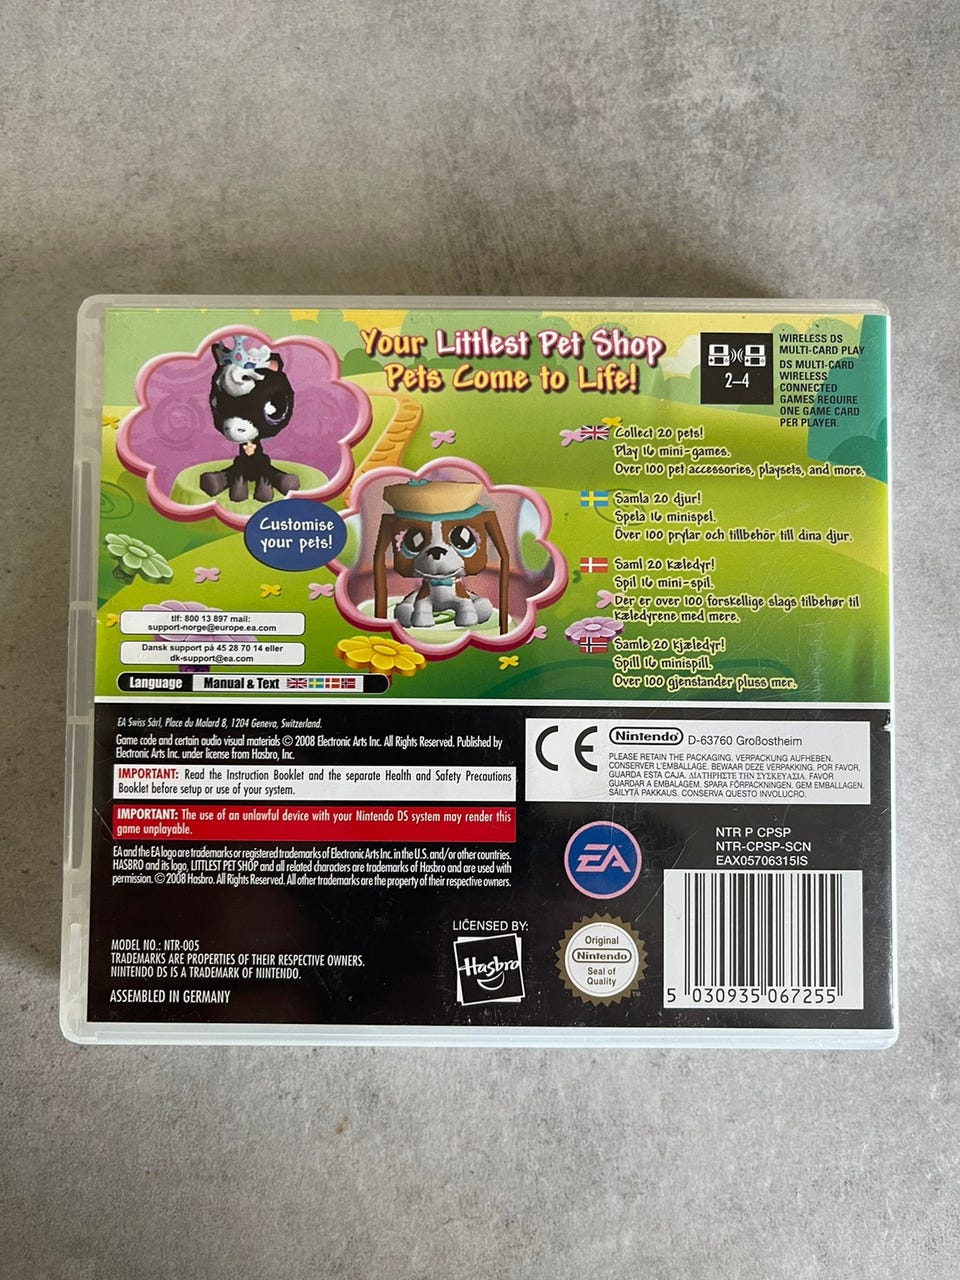 Your Littlest Pet Shop
Pets Come to Life!
2–4
WIRELESS DS
MULTI-CARD PLAY
DS MULTI-CARD
WIRELESS
CONNECTED
GAMES REQUIRE
ONE GAME CARD
PER PLAYER.
Customise
your pets!
Collect 20 pets!
Play 16 mini-games.
Over 100 pet accessories, playsets, and more.
Samla 20 djur!
Spela 16 minispel.
Över 100 prylar och tillbehör till dina djur.
Saml 20 kæledyr!
Spil 16 mini-spil.
Der er over 100 forskellige slags tilbehør til
kæledyrene med mere.
Samle 20 kjæledyr!
Spill 16 minispill.
Over 100 gjenstander pluss mer.
tlf: 800 13 897 mail:
support-norge@europe.ea.com
Dansk support på 45 28 70 14 eller
dk-support@ea.com
Language Manual & Text
EA Swiss Sàrl, Place du Molard 8, 1204 Geneva, Switzerland.
Game code and certain audio visual materials © 2008 Electronic Arts Inc. All Rights Reserved. Published by
Electronic Arts Inc. under license from Hasbro, Inc.
IMPORTANT: Read the Instruction Booklet and the separate Health and Safety Precautions
Booklet before setup or use of your system.
IMPORTANT: The use of an unlawful device with your Nintendo DS system may render this
game unplayable.
EA and the EA logo are trademarks or registered trademarks of Electronic Arts Inc. in the U.S. and/or other countries.
HASBRO and its logo, LITTLEST PET SHOP and all related characters are trademarks of Hasbro and are used with
permission. © 2008 Hasbro. All Rights Reserved. All other trademarks are the property of their respective owners.
CE
Nintendo D-63760 Großostheim
PLEASE RETAIN THE PACKAGING. VERPACKUNG AUFHEBEN.
CONSERVER L'EMBALLAGE. BEWAAR DEZE VERPAKKING. POR FAVOR,
GUARDA ESTA CAJA. ΔΙΑΤΗΡΗΣΤΕ ΤΗΝ ΣΥΣΚΕΥΑΣΙΑ. FAVOR
GUARDAR A EMBALAGEM. SPARA FÖRPACKNINGEN. GEM EMBALLAGEN.
SÄILYTÄ PAKKAUS. CONSERVA QUESTO INVOLUCRO.
EA
NTR P CPSP
NTR-CPSP-SCN
EAX05706315IS
MODEL NO.: NTR-005
TRADEMARKS ARE PROPERTIES OF THEIR RESPECTIVE OWNERS.
NINTENDO DS IS A TRADEMARK OF NINTENDO.
ASSEMBLED IN GERMANY
LICENSED BY:
Hasbro
Original
Nintendo
Seal of
Quality
TM
5 030935 067255